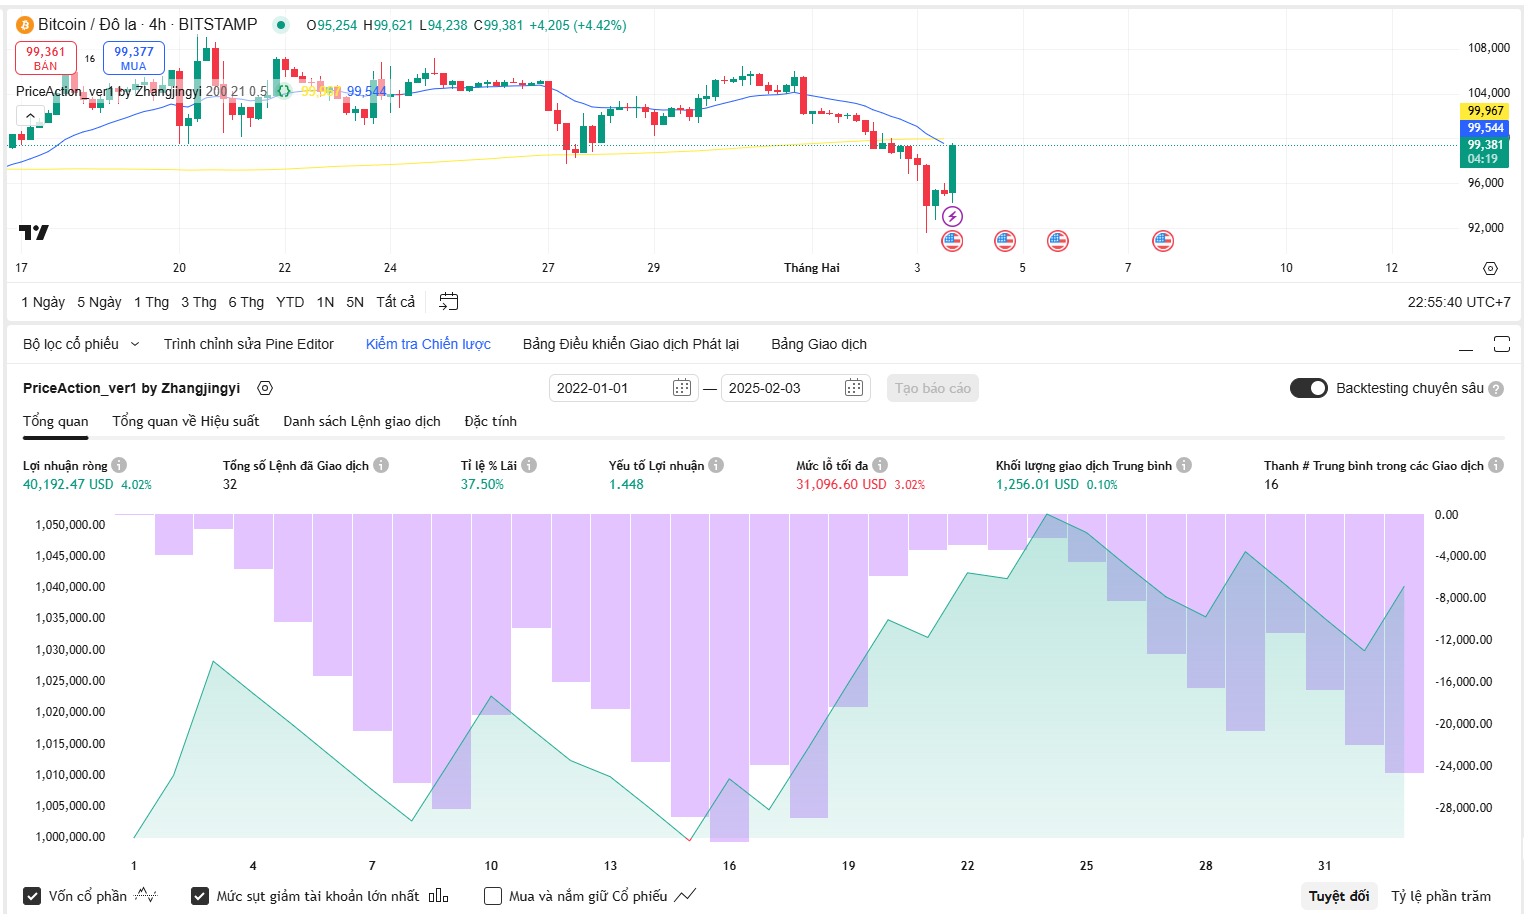 Bitcoin / Đô la · 4h · BITSTAMP O95,254 H99,621 L94,238 C99,381 +4,205 (+4.42%)
99,361 BÁN 16 99,377 MUA
PriceAction_ver1 by Zhangjingyi 200 21 0.5 99,544
108,000
104,000
99,967
99,544
99,381
04:19
96,000
92,000
17 20 22 24 27 29 Tháng Hai 3 5 7 10 12
1 Ngày 5 Ngày 1 Thg 3 Thg 6 Thg YTD 1N 5N Tất cả 22:55:40 UTC+7
Bộ lọc cổ phiếu Trình chỉnh sửa Pine Editor Kiểm tra Chiến lược Bảng Điều khiển Giao dịch Phát lại Bảng Giao dịch
PriceAction_ver1 by Zhangjingyi 2022-01-01 — 2025-02-03 Tạo báo cáo Backtesting chuyên sâu
Tổng quan Tổng quan về Hiệu suất Danh sách Lệnh giao dịch Đặc tính
Lợi nhuận ròng Tổng số Lệnh đã Giao dịch Tỉ lệ % Lãi Yếu tố Lợi nhuận Mức lỗ tối đa Khối lượng giao dịch Trung bình Thanh # Trung bình trong các Giao dịch
40,192.47 USD 4.02% 32 37.50% 1.448 31,096.60 USD 3.02% 1,256.01 USD 0.10% 16
1,050,000.00 0.00
1,045,000.00 -4,000.00
1,040,000.00 -8,000.00
1,035,000.00 -12,000.00
1,030,000.00 -16,000.00
1,025,000.00 -20,000.00
1,020,000.00 -24,000.00
1,015,000.00 -28,000.00
1,010,000.00
1,005,000.00
1,000,000.00
1 4 7 10 13 16 19 22 25 28 31
Vốn cổ phần Mức sụt giảm tài khoản lớn nhất Mua và nắm giữ Cổ phiếu Tuyệt đối Tỷ lệ phần trăm